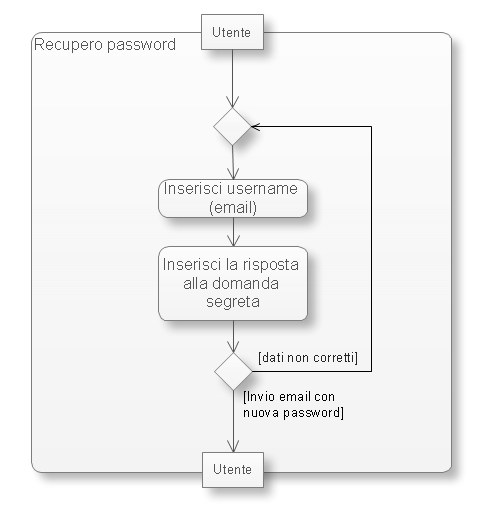 Utente
Recupero password
Inserisci username
(email)
Inserisci la risposta
alla domanda
segreta
[dati non corretti]
[Invio email con
nuova password]
Utente